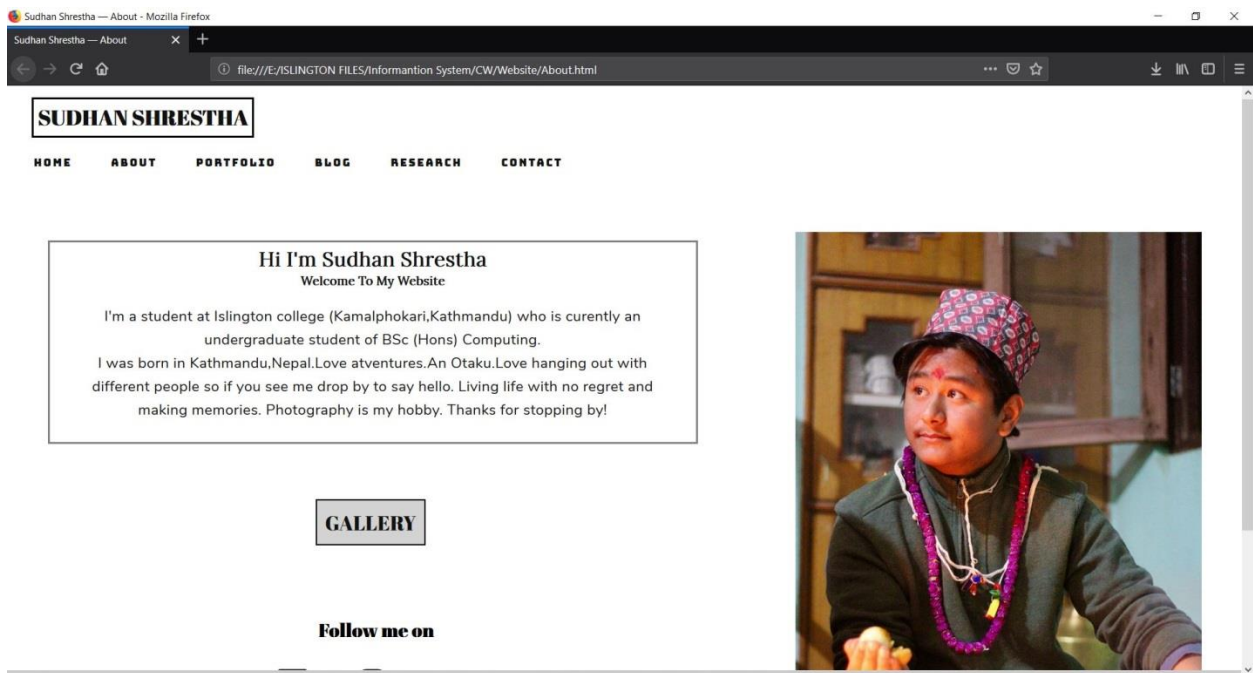 Sudhan Shrestha — About - Mozilla Firefox
Sudhan Shrestha — About
file:///E:/ISLINGTON FILES/Informantion System/CW/Website/About.html
SUDHAN SHRESTHA
HOME ABOUT PORTFOLIO BLOG RESEARCH CONTACT
Hi I'm Sudhan Shrestha
Welcome To My Website
I'm a student at Islington college (Kamalphokari,Kathmandu) who is curently an
undergraduate student of BSc (Hons) Computing.
I was born in Kathmandu,Nepal.Love atventures.An Otaku.Love hanging out with
different people so if you see me drop by to say hello. Living life with no regret and
making memories. Photography is my hobby. Thanks for stopping by!
GALLERY
Follow me on